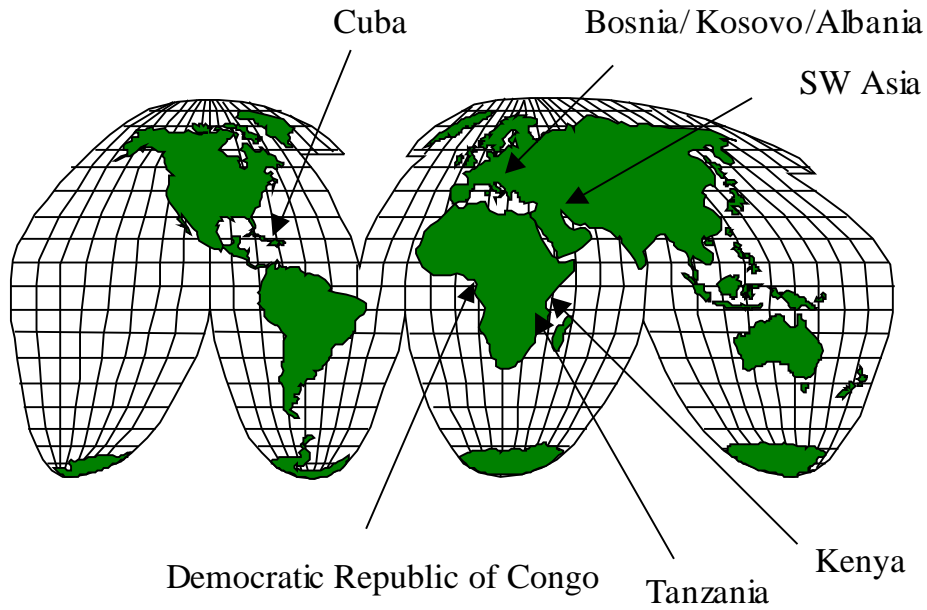 Cuba
Bosnia/ Kosovo/Albania
SW Asia
Democratic Republic of Congo
Tanzania
Kenya